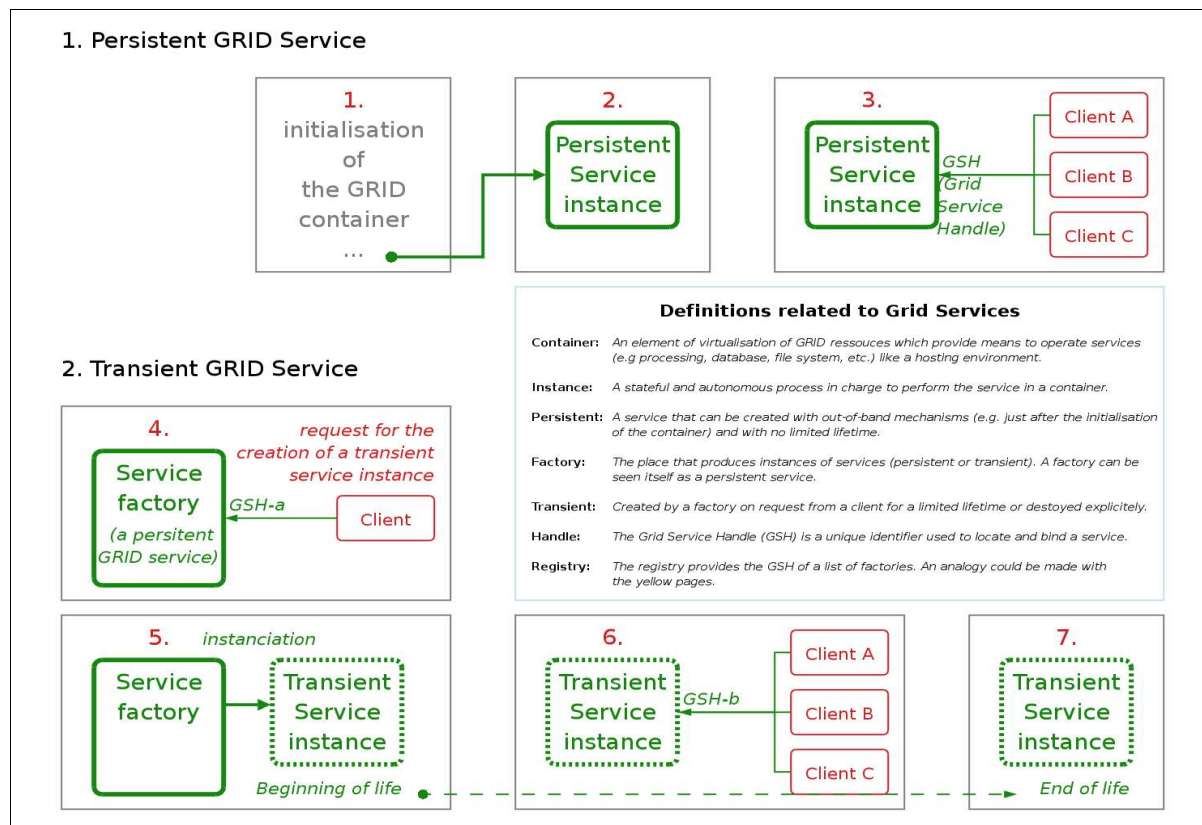 1. Persistent GRID Service
1.
initialisation
of
the GRID
container
...
2.
Persistent
Service
instance
3.
Persistent
Service
instance
GSH
(Grid
Service
Handle)
Client A
Client B
Client C
Definitions related to Grid Services
Container: An element of virtualisation of GRID ressouces which provide means to operate services
(e.g processing, database, file system, etc.) like a hosting environment.
Instance: A stateful and autonomous process in charge to perform the service in a container.
Persistent: A service that can be created with out-of-band mechanisms (e.g. just after the initialisation
of the container) and with no limited lifetime.
Factory: The place that produces instances of services (persistent or transient). A factory can be
seen itself as a persistent service.
Transient: Created by a factory on request from a client for a limited lifetime or destoyed explicitely.
Handle: The Grid Service Handle (GSH) is a unique identifier used to locate and bind a service.
Registry: The registry provides the GSH of a list of factories. An analogy could be made with
the yellow pages.
2. Transient GRID Service
4.
Service
factory
(a persitent
GRID service)
request for the
creation of a transient
service instance
GSH-a
Client
5.
instanciation
Service
factory
Transient
Service
instance
Beginning of life
6.
Transient
Service
instance
GSH-b
Client A
Client B
Client C
7.
Transient
Service
instance
End of life